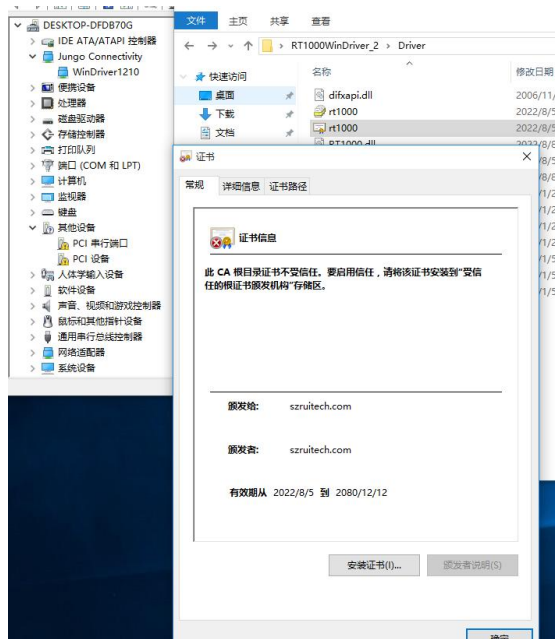 DESKTOP-DFDB70G
IDE ATA/ATAPI 控制器
Jungo Connectivity
WinDriver1210
便携设备
处理器
磁盘驱动器
存储控制器
打印队列
端口 (COM 和 LPT)
计算机
监视器
键盘
其他设备
PCI 串行端口
PCI 设备
人体学输入设备
软件设备
声音、视频和游戏控制器
鼠标和其他指针设备
通用串行总线控制器
网络适配器
系统设备
文件 主页 共享 查看
RT1000WinDriver_2 > Driver
名称 修改日期
快速访问
桌面
下载
文档
difxapi.dll 2006/11/
rt1000 2022/8/5
rt1000 2022/8/5
RT1000.dll
证书
常规 详细信息 证书路径
证书信息
此 CA 根目录证书不受信任。要启用信任，请将该证书安装到"受信
任的根证书颁发机构"存储区。
颁发给: szruitech.com
颁发者: szruitech.com
有效期从 2022/8/5 到 2080/12/12
安装证书(I)... 颁发者说明(S)
确定